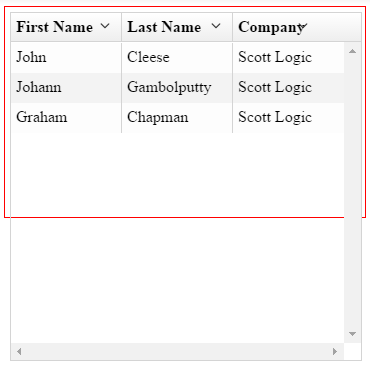 First Name Last Name Company
John Cleese Scott Logic
Johann Gambolputty Scott Logic
Graham Chapman Scott Logic